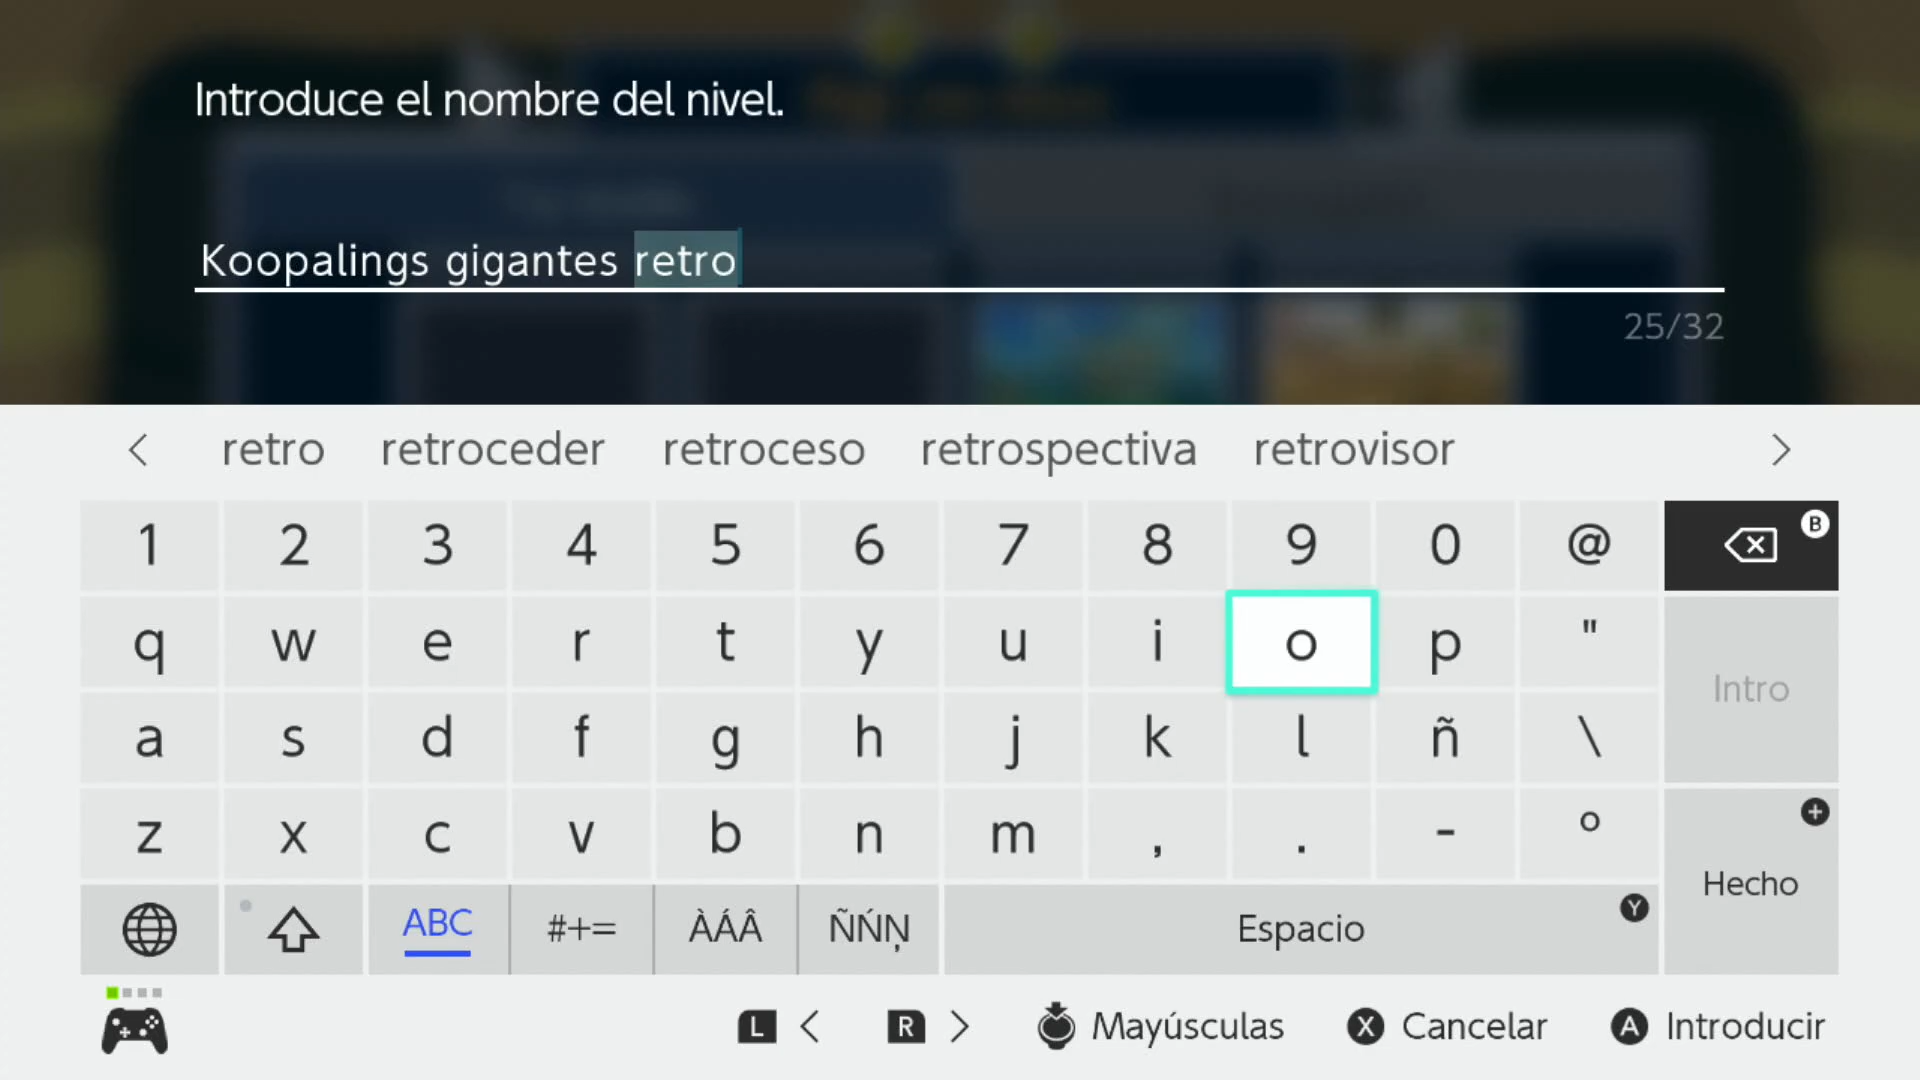 Introduce el nombre del nivel.
Koopalings gigantes retro
25/32
retro retroceder retroceso retrospectiva retrovisor
1 2 3 4 5 6 7 8 9 0 @ B
q w e r t y u i o p "
Intro
a s d f g h j k l ñ \
z x c v b n m , . - º
Hecho
ABC #+= ÀÁÂ ÑŃŅ Espacio Y
L R Mayúsculas X Cancelar A Introducir